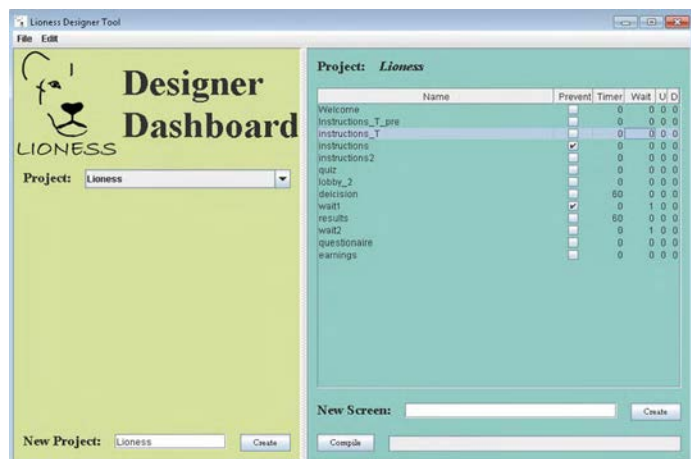 Lioness Designer Tool
File Edit
Designer
Dashboard
LIONESS
Project: Lioness
New Project: Lioness Create
Project: Lioness
Name Prevent Timer Wait U D
Welcome 0 0 0 0
Instructions_T_pre 0 0 0 0
instructions_T 0 0 0 0
instructions 0 0 0 0
instructions2 0 0 0 0
quiz 0 0 0 0
lobby_2 0 0 0 0
deicision 60 0 0 0
wait1 0 1 0 0
results 60 0 0 0
wait2 0 1 0 0
questionaire 0 0 0 0
earnings 0 0 0 0
New Screen: Create
Compile